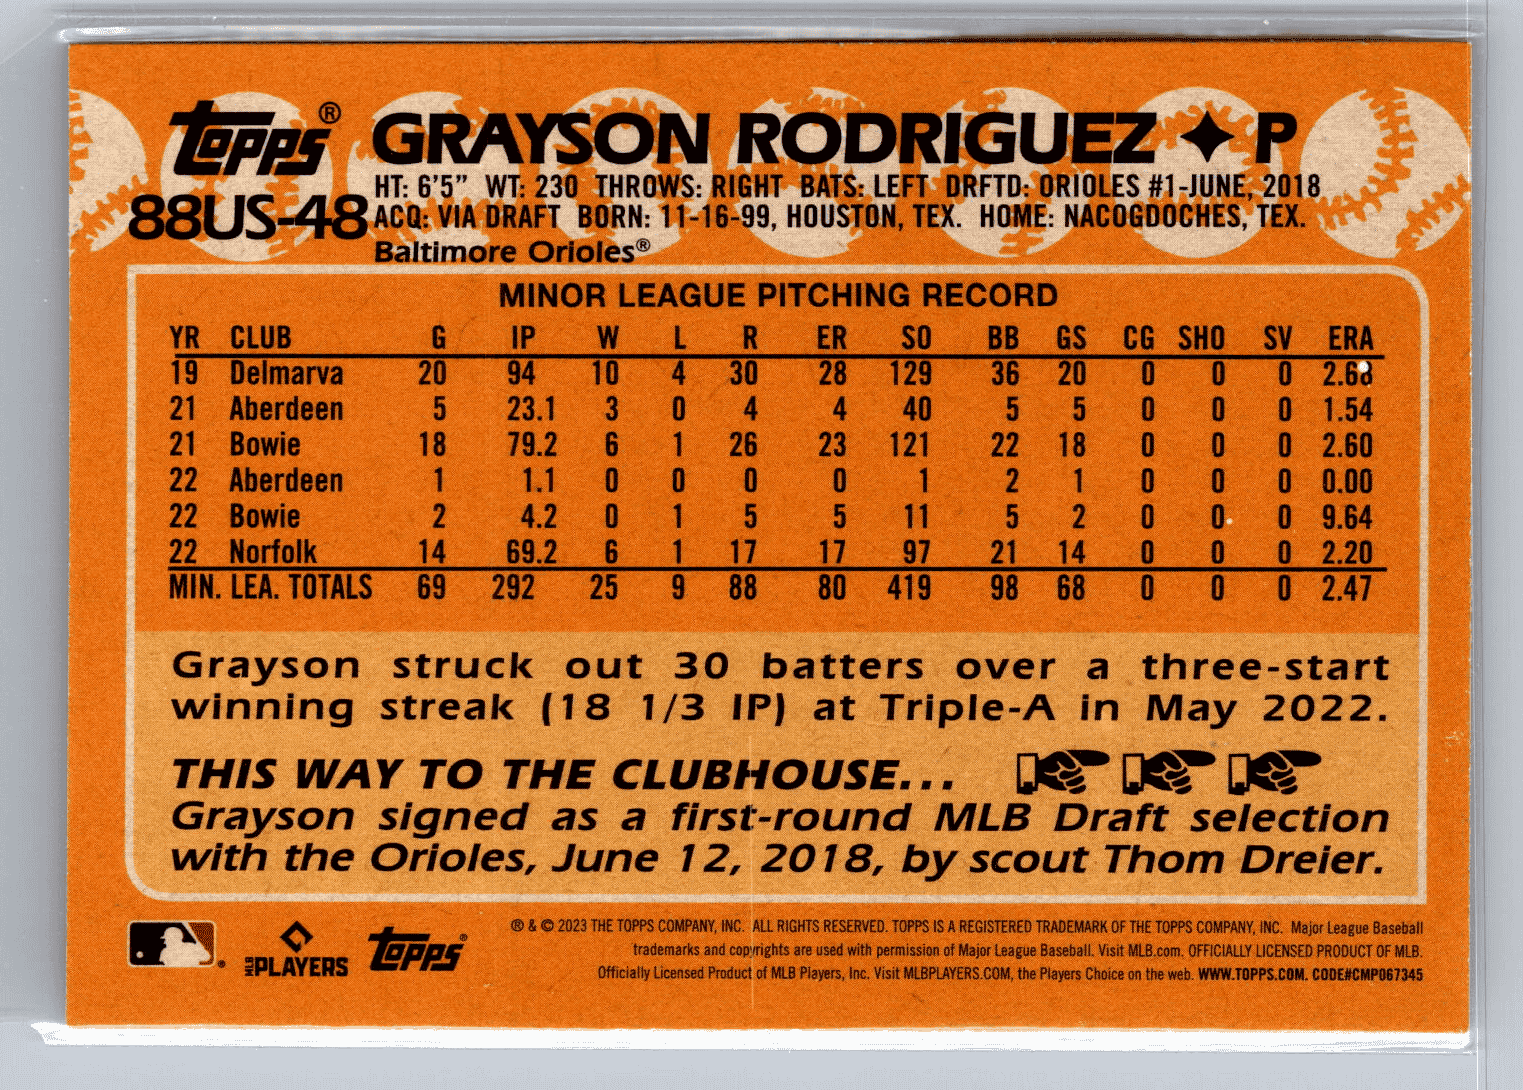 Topps® GRAYSON RODRIGUEZ ✦ P
88US-48
HT: 6'5" WT: 230 THROWS: RIGHT BATS: LEFT DRFTD: ORIOLES #1-JUNE, 2018
ACQ: VIA DRAFT BORN: 11-16-99, HOUSTON, TEX. HOME: NACOGDOCHES, TEX.
Baltimore Orioles®
MINOR LEAGUE PITCHING RECORD
YR CLUB G IP W L R ER SO BB GS CG SHO SV ERA
19 Delmarva 20 94 10 4 30 28 129 36 20 0 0 0 2.68
21 Aberdeen 5 23.1 3 0 4 4 40 5 5 0 0 0 1.54
21 Bowie 18 79.2 6 1 26 23 121 22 18 0 0 0 2.60
22 Aberdeen 1 1.1 0 0 0 0 1 2 1 0 0 0 0.00
22 Bowie 2 4.2 0 1 5 5 11 5 2 0 0 0 9.64
22 Norfolk 14 69.2 6 1 17 17 97 21 14 0 0 0 2.20
MIN. LEA. TOTALS 69 292 25 9 88 80 419 98 68 0 0 0 2.47
Grayson struck out 30 batters over a three-start
winning streak (18 1/3 IP) at Triple-A in May 2022.
THIS WAY TO THE CLUBHOUSE...
Grayson signed as a first-round MLB Draft selection
with the Orioles, June 12, 2018, by scout Thom Dreier.
® & © 2023 THE TOPPS COMPANY, INC. ALL RIGHTS RESERVED. TOPPS IS A REGISTERED TRADEMARK OF THE TOPPS COMPANY, INC. Major League Baseball
trademarks and copyrights are used with permission of Major League Baseball. Visit MLB.com. OFFICIALLY LICENSED PRODUCT OF MLB.
Officially Licensed Product of MLB Players, Inc. Visit MLBPLAYERS.COM, the Players Choice on the web. WWW.TOPPS.COM. CODE#CMP067345
MLB PLAYERS Topps®